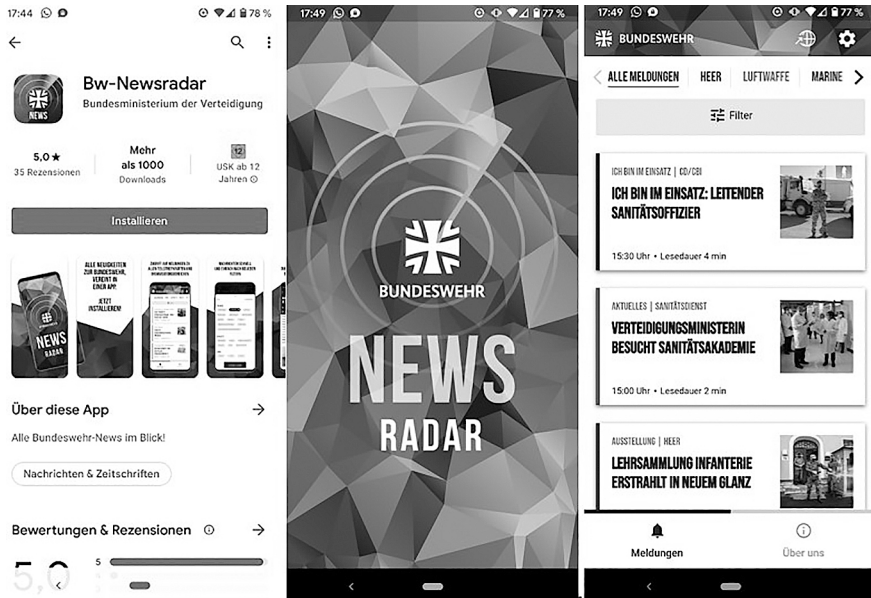 17:44
78 %
Bw-Newsradar
Bundesministerium der Verteidigung
5,0★
35 Rezensionen
Mehr
als 1000
Downloads
12
USK ab 12
Jahren
Installieren
ALLE NEUIGKEITEN
ZUR BUNDESWEHR,
VEREINT IN
EINER APP.
JETZT
INSTALLIEREN!
NEWS
RADAR
Über diese App
Alle Bundeswehr-News im Blick!
Nachrichten & Zeitschriften
Bewertungen & Rezensionen
5,0
5
17:49
77 %
BUNDESWEHR
NEWS
RADAR
17:49
77 %
BUNDESWEHR
ALLE MELDUNGEN
HEER
LUFTWAFFE
MARINE
Filter
ICH BIN IM EINSATZ | CD/CBI
ICH BIN IM EINSATZ: LEITENDER
SANITÄTSOFFIZIER
15:30 Uhr • Lesedauer 4 min
AKTUELLES | SANITÄTSDIENST
VERTEIDIGUNGSMINISTERIN
BESUCHT SANITÄTSAKADEMIE
15:00 Uhr • Lesedauer 2 min
AUSSTELLUNG | HEER
LEHRSAMMLUNG INFANTERIE
ERSTRAHLT IN NEUEM GLANZ
Meldungen
Über uns